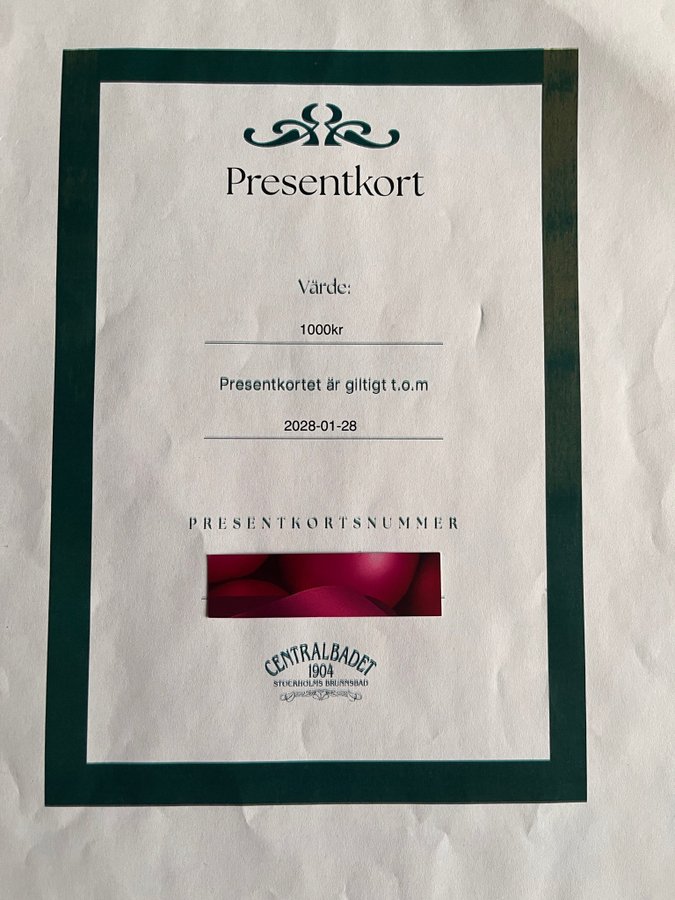 Presentkort
Värde:
1000kr
Presentkortet är giltigt t.o.m
2028-01-28
PRESENTKORTSNUMMER
CENTRALBADET
1904
STOCKHOLMS BRUNNSBAD